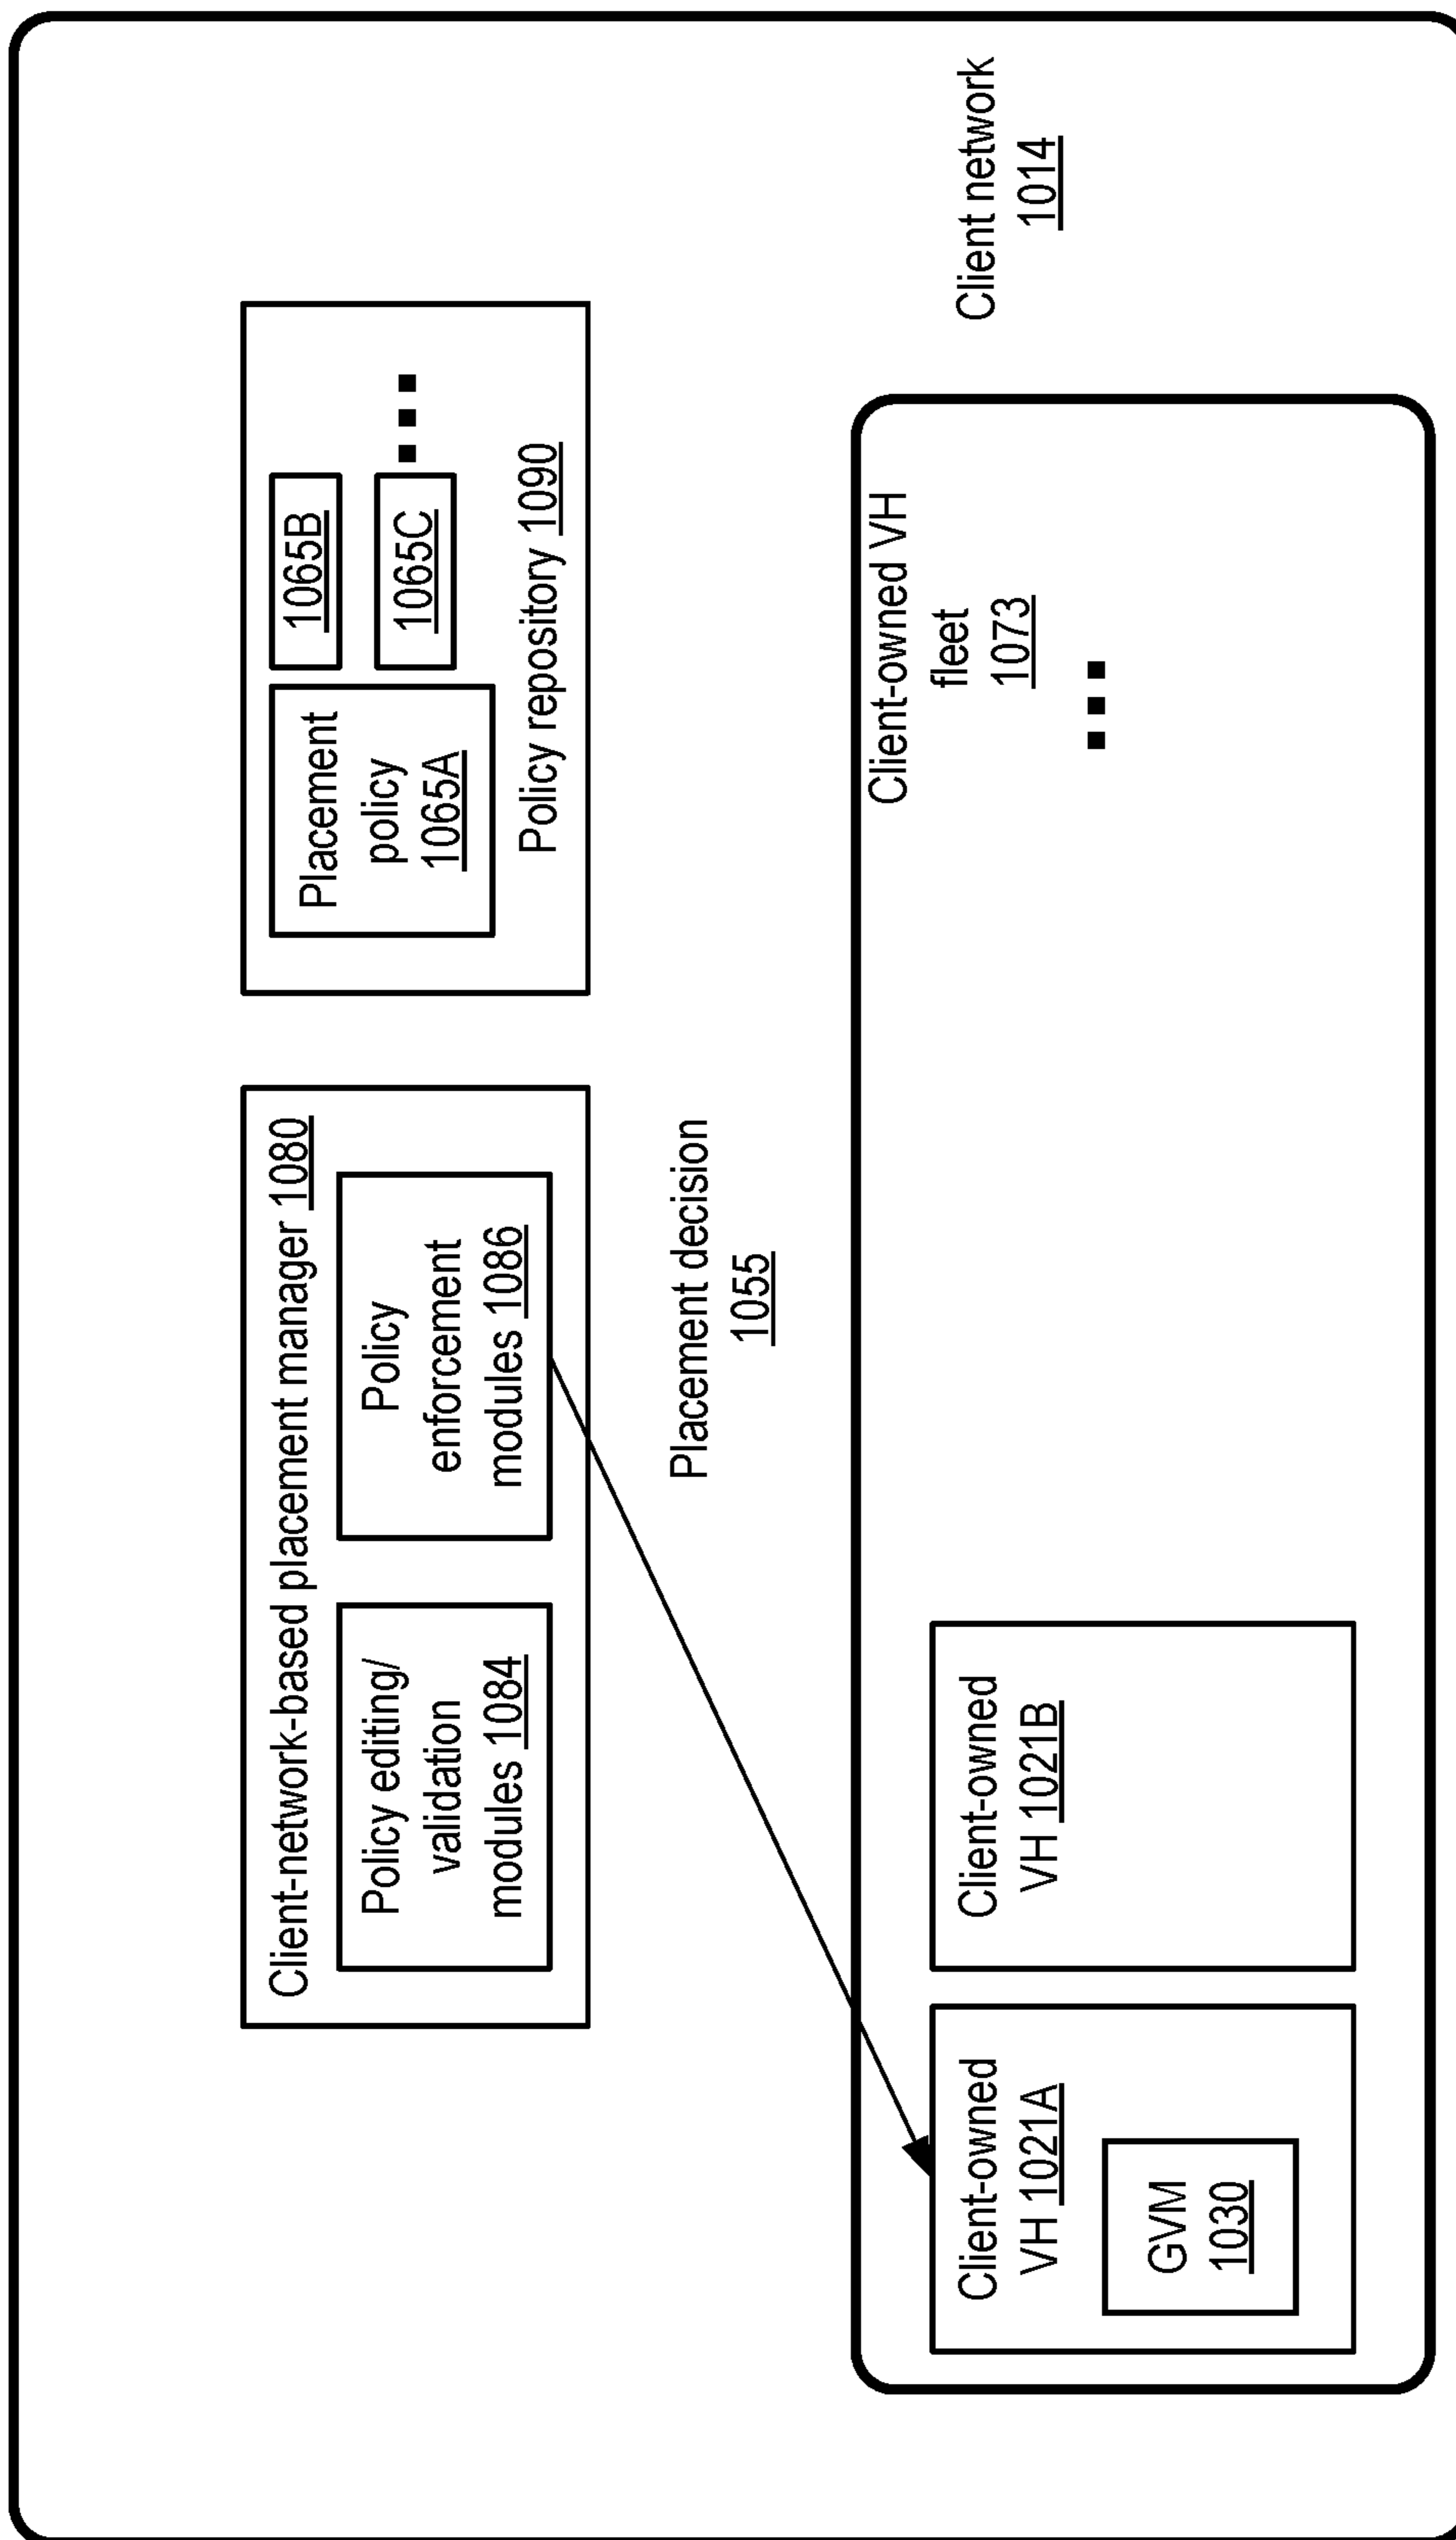 Client-network-based placement manager 1080
Policy editing/
validation
modules 1084
Policy
enforcement
modules 1086
Placement
policy
1065A
1065B
1065C
Policy repository 1090
Placement decision
1055
Client-owned VH
fleet
1073
Client-owned
VH 1021A
GVM
1030
Client-owned
VH 1021B
Client network
1014